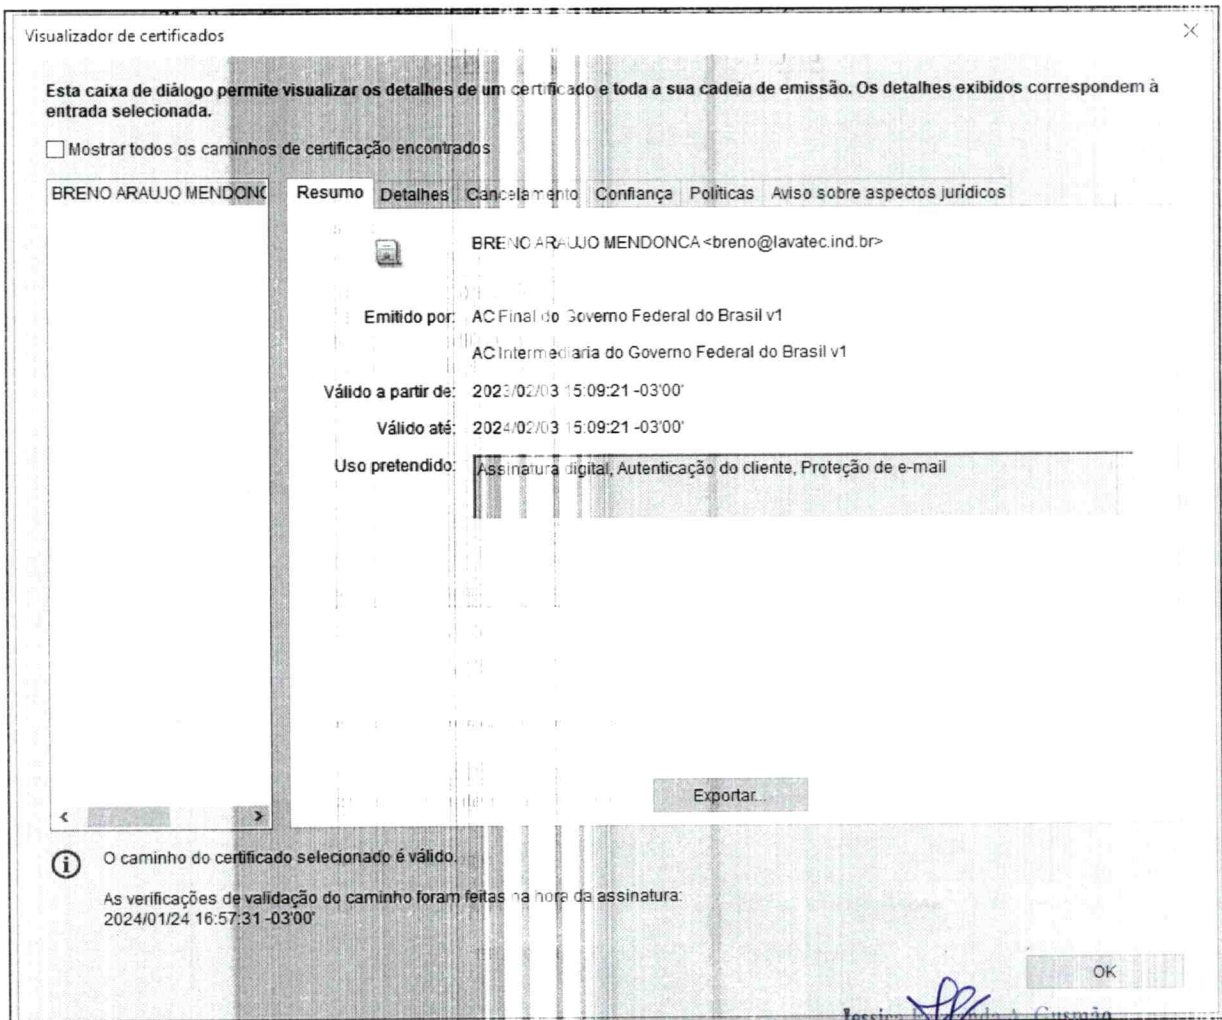 Visualizador de certificados
Esta caixa de diálogo permite visualizar os detalhes de um certificado e toda a sua cadeia de emissão. Os detalhes exibidos correspondem à
entrada selecionada.
Mostrar todos os caminhos de certificação encontrados
BRENO ARAUJO MENDONC
Resumo Detalhes Cancelamento Confiança Políticas Aviso sobre aspectos jurídicos
BRENO ARAUJO MENDONCA <breno@lavatec.ind.br>
Emitido por: AC Final do Governo Federal do Brasil v1
AC Intermediaria do Governo Federal do Brasil v1
Válido a partir de: 2023/02/03 15:09:21 -03'00'
Válido até: 2024/02/03 15:09:21 -03'00'
Uso pretendido: Assinatura digital, Autenticação do cliente, Proteção de e-mail
Exportar...
O caminho do certificado selecionado é válido.
As verificações de validação do caminho foram feitas na hora da assinatura:
2024/01/24 16:57:31 -03'00'
OK
A. Gusmão